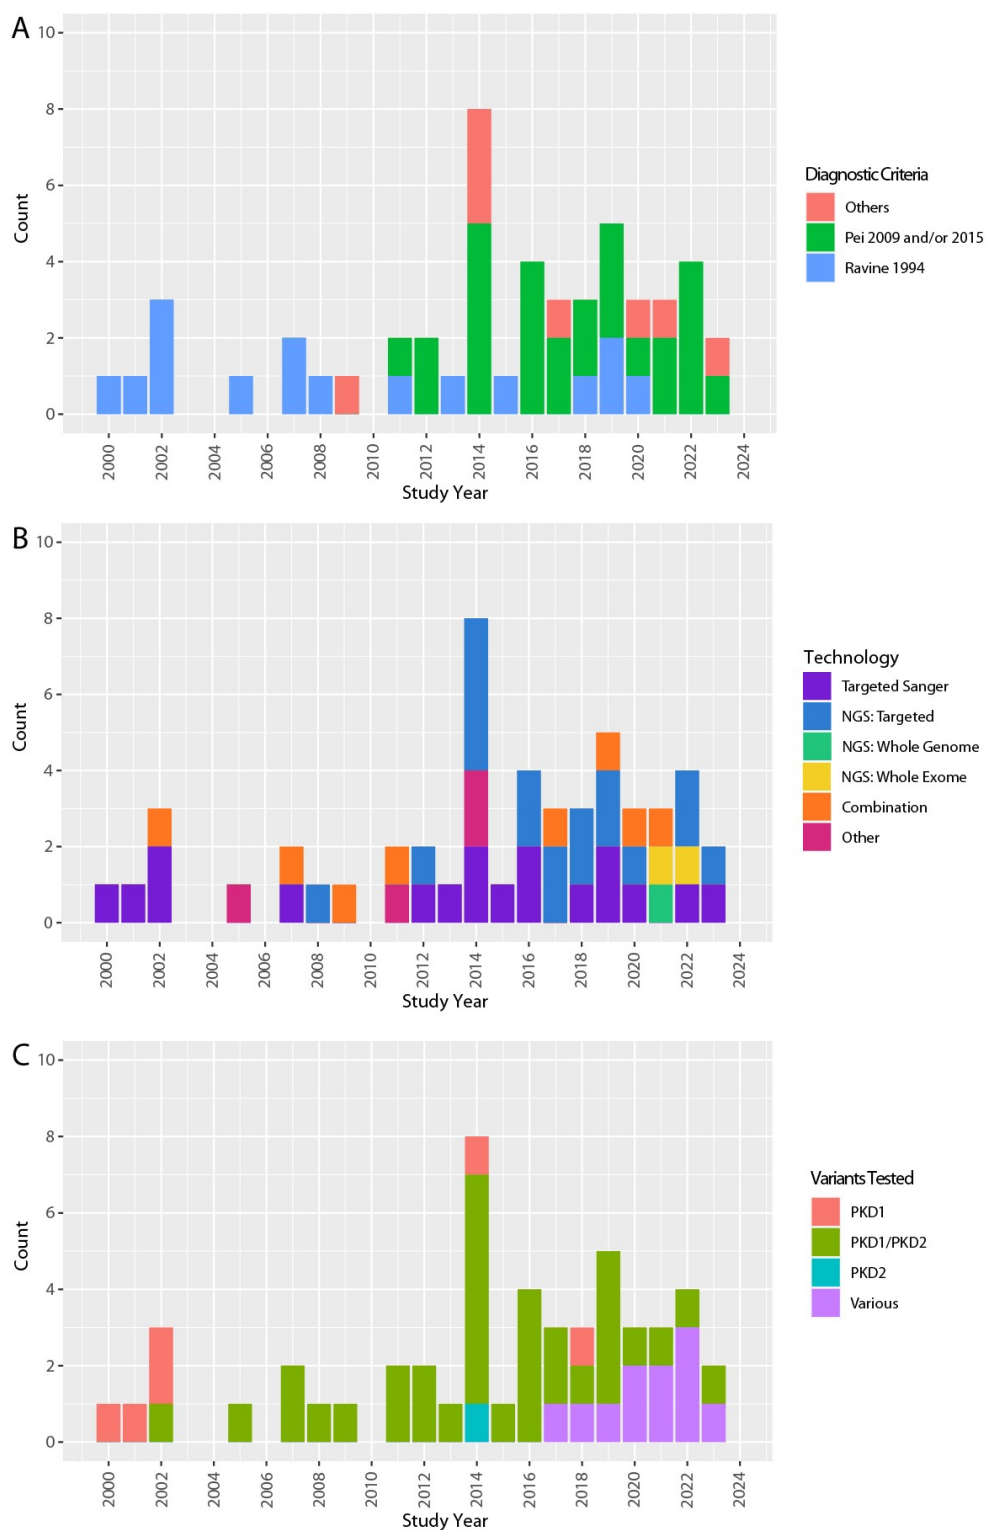 A
10
8
6
4
2
0
Count
2000 2002 2004 2006 2008 2010 2012 2014 2016 2018 2020 2022 2024
Study Year
Diagnostic Criteria
Others
Pei 2009 and/or 2015
Ravine 1994
B
10
8
6
4
2
0
Count
2000 2002 2004 2006 2008 2010 2012 2014 2016 2018 2020 2022 2024
Study Year
Technology
Targeted Sanger
NGS: Targeted
NGS: Whole Genome
NGS: Whole Exome
Combination
Other
C
10
8
6
4
2
0
Count
2000 2002 2004 2006 2008 2010 2012 2014 2016 2018 2020 2022 2024
Study Year
Variants Tested
PKD1
PKD1/PKD2
PKD2
Various